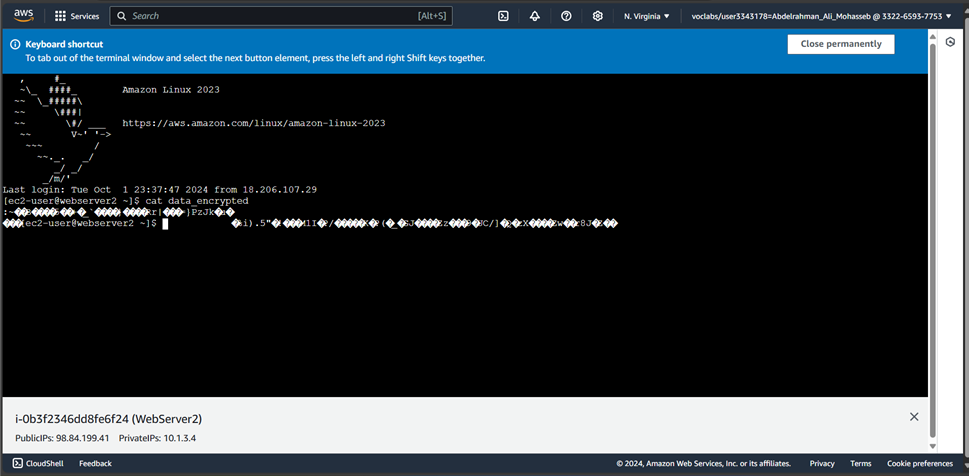 aws
Services
Search
[Alt+S]
N. Virginia
voclabs/user3343178=Abdelrahman_Ali_Mohasseb @ 3322-6593-7753
Keyboard shortcut
To tab out of the terminal window and select the next button element, press the left and right Shift keys together.
Close permanently
, #_
~\_ ####_ Amazon Linux 2023
~~ \_#####\
~~ \###|
~~ \#/ ___ https://aws.amazon.com/linux/amazon-linux-2023
~~ V~' '->
~~~ /
~~._. _/
_/ _/
_/m/'
Last login: Tue Oct 1 23:37:47 2024 from 18.206.107.29
[ec2-user@webserver2 ~]$ cat data_encrypted
[ec2-user@webserver2 ~]$
i-0b3f2346dd8fe6f24 (WebServer2)
PublicIPs: 98.84.199.41 PrivateIPs: 10.1.3.4
CloudShell
Feedback
© 2024, Amazon Web Services, Inc. or its affiliates.
Privacy
Terms
Cookie preferences